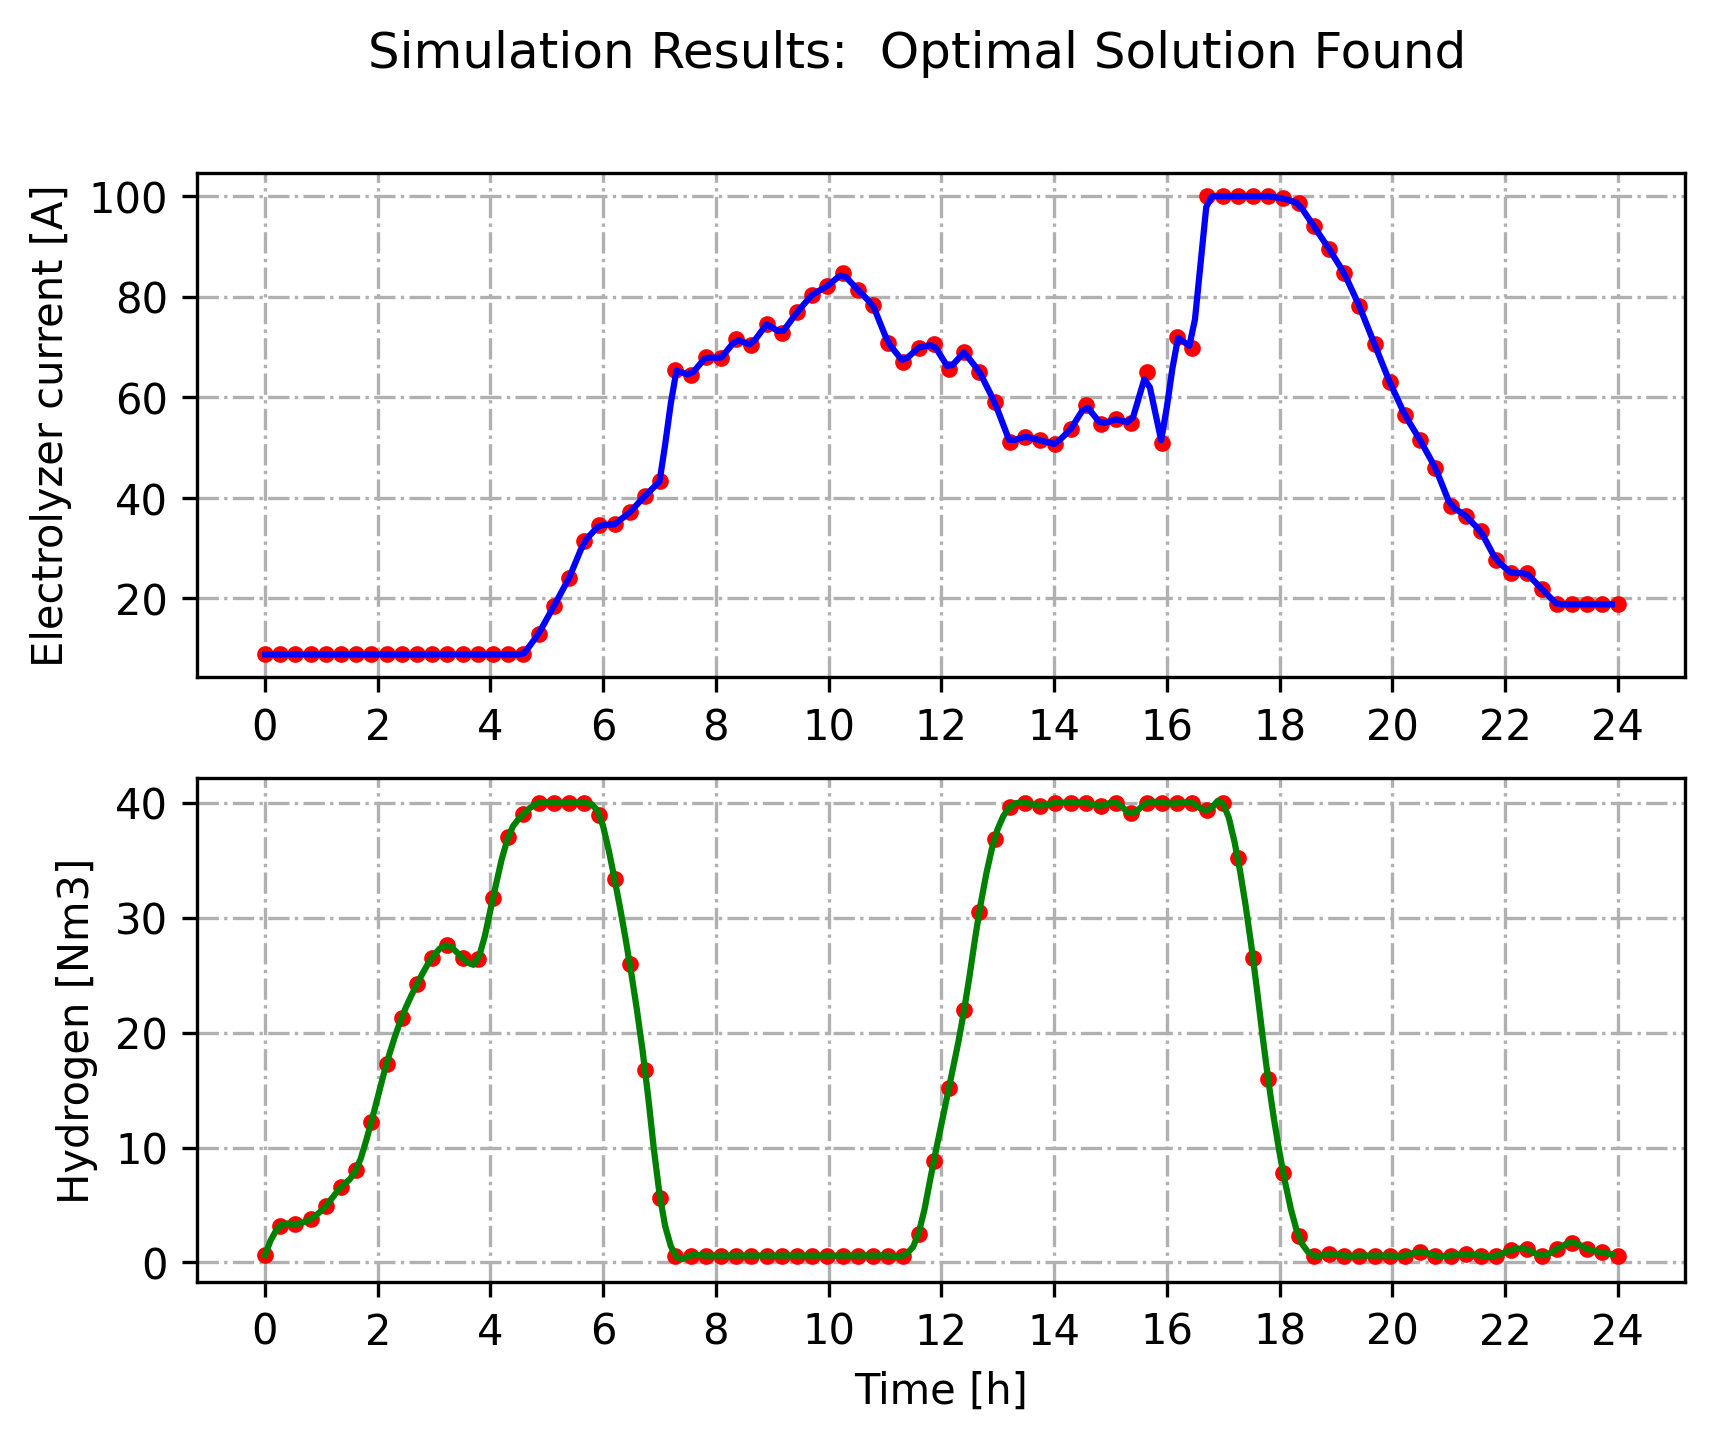 Simulation Results:  Optimal Solution Found
Electrolyzer current [A]
100
80
60
40
20
0 2 4 6 8 10 12 14 16 18 20 22 24
Hydrogen [Nm3]
40
30
20
10
0
0 2 4 6 8 10 12 14 16 18 20 22 24
Time [h]